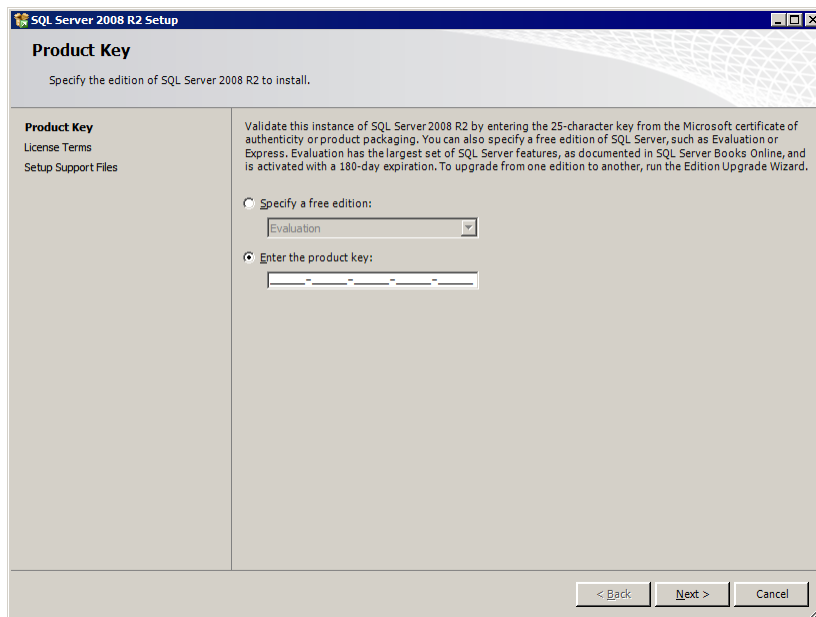 SQL Server 2008 R2 Setup
Product Key
Specify the edition of SQL Server 2008 R2 to install.
Product Key
License Terms
Setup Support Files
Validate this instance of SQL Server 2008 R2 by entering the 25-character key from the Microsoft certificate of
authenticity or product packaging. You can also specify a free edition of SQL Server, such as Evaluation or
Express. Evaluation has the largest set of SQL Server features, as documented in SQL Server Books Online, and
is activated with a 180-day expiration. To upgrade from one edition to another, run the Edition Upgrade Wizard.
Specify a free edition:
Evaluation
Enter the product key:
_____-_____-_____-_____-_____
< Back
Next >
Cancel